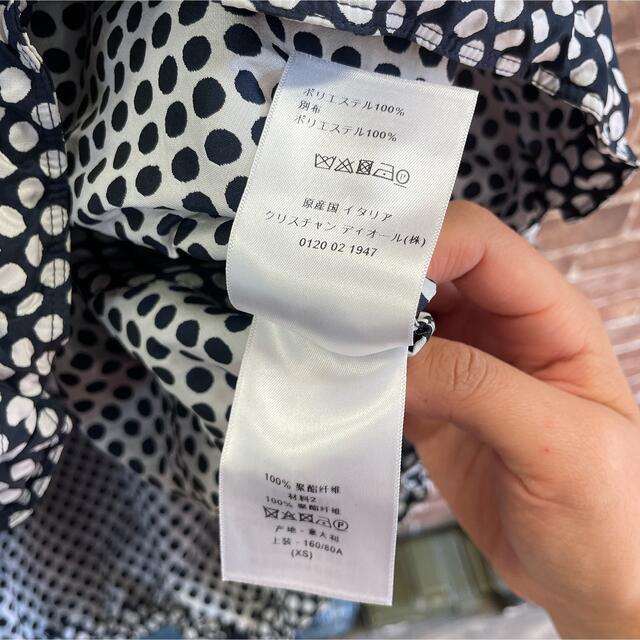 ポリエステル100%
別布
ポリエステル100%
原産国 イタリア
クリスチャン ディオール(株)
0120 02 1947
100% 聚酯纤维
材料2
100% 聚酯纤维
产地 - 意大利
上装 - 160/80A
(XS)